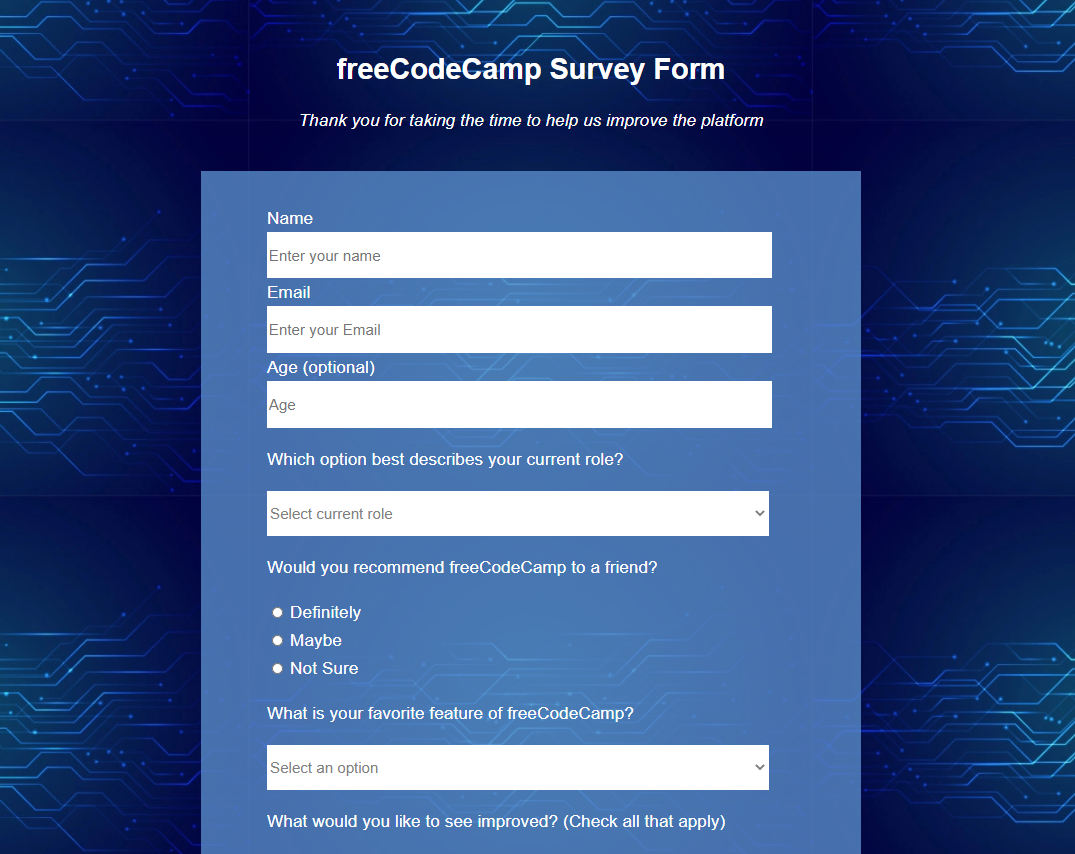 freeCodeCamp Survey Form
Thank you for taking the time to help us improve the platform
Name
Enter your name
Email
Enter your Email
Age (optional)
Age
Which option best describes your current role?
Select current role
Would you recommend freeCodeCamp to a friend?
Definitely
Maybe
Not Sure
What is your favorite feature of freeCodeCamp?
Select an option
What would you like to see improved? (Check all that apply)